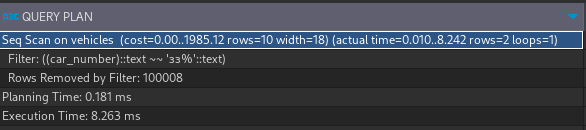 QUERY PLAN
Seq Scan on vehicles (cost=0.00..1985.12 rows=10 width=18) (actual time=0.010..8.242 rows=2 loops=1)
Filter: ((car_number)::text ~~ 'зз%'::text)
Rows Removed by Filter: 100008
Planning Time: 0.181 ms
Execution Time: 8.263 ms